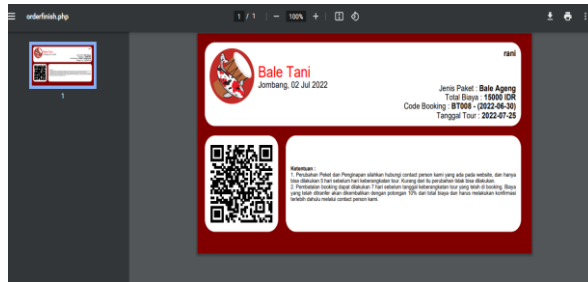 orderfinish.php
1 / 1
100%
1
rani
Bale Tani
Jombang, 02 Jul 2022
Jenis Paket : Bale Ageng
Total Biaya : 15000 IDR
Code Booking : BT008 - (2022-06-30)
Tanggal Tour : 2022-07-25
Ketentuan :
1. Perubahan Paket dan Penginapan silahkan hubungi contact person kami yang ada pada website, dan hanya
bisa dilakukan 5 hari sebelum hari keberangkatan tour. Kurang dari itu perubahan tidak bisa dilakukan.
2. Pembatalan booking dapat dilakukan 7 hari sebelum tanggal keberangkatan tour yang telah di booking. Biaya
yang telah ditransfer akan dikembalikan dengan potongan 10% dari total biaya dan harus melakukan konfirmasi
terlebih dahulu melalui contact person kami.